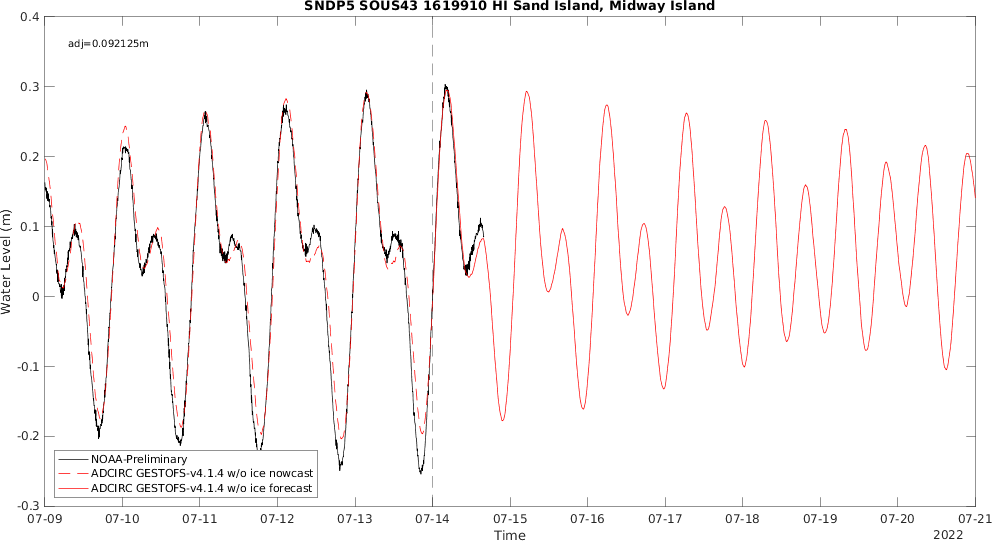 SNDP5 SOUS43 1619910 HI Sand Island, Midway Island
adj=0.092125m
0.4
0.3
0.2
0.1
0
-0.1
-0.2
-0.3
Water Level (m)
NOAA-Preliminary
ADCIRC GESTOFS-v4.1.4 w/o ice nowcast
ADCIRC GESTOFS-v4.1.4 w/o ice forecast
07-09 07-10 07-11 07-12 07-13 07-14 07-15 07-16 07-17 07-18 07-19 07-20 07-21
Time
2022